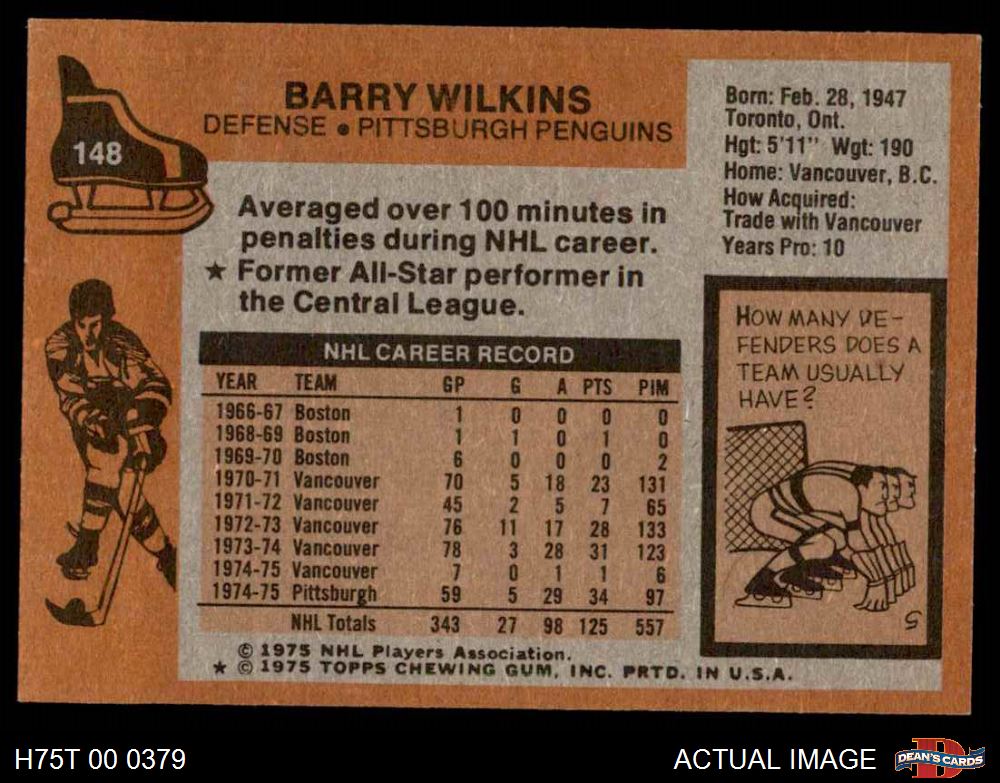 148
BARRY WILKINS
DEFENSE • PITTSBURGH PENGUINS
Born: Feb. 28, 1947
Toronto, Ont.
Hgt: 5'11" Wgt: 190
Home: Vancouver, B.C.
How Acquired:
Trade with Vancouver
Years Pro: 10
Averaged over 100 minutes in
penalties during NHL career.
★ Former All-Star performer in
the Central League.
NHL CAREER RECORD
YEAR TEAM GP G A PTS PIM
1966-67 Boston 1 0 0 0 0
1968-69 Boston 1 1 0 1 0
1969-70 Boston 6 0 0 0 2
1970-71 Vancouver 70 5 18 23 131
1971-72 Vancouver 45 2 5 7 65
1972-73 Vancouver 76 11 17 28 133
1973-74 Vancouver 78 3 28 31 123
1974-75 Vancouver 7 0 1 1 6
1974-75 Pittsburgh 59 5 29 34 97
NHL Totals 343 27 98 125 557
HOW MANY DE-
FENDERS DOES A
TEAM USUALLY
HAVE?
5
© 1975 NHL Players Association.
★ © 1975 TOPPS CHEWING GUM, INC. PRTD. IN U.S.A.
H75T 00 0379
ACTUAL IMAGE
D
DEAN'S CARDS